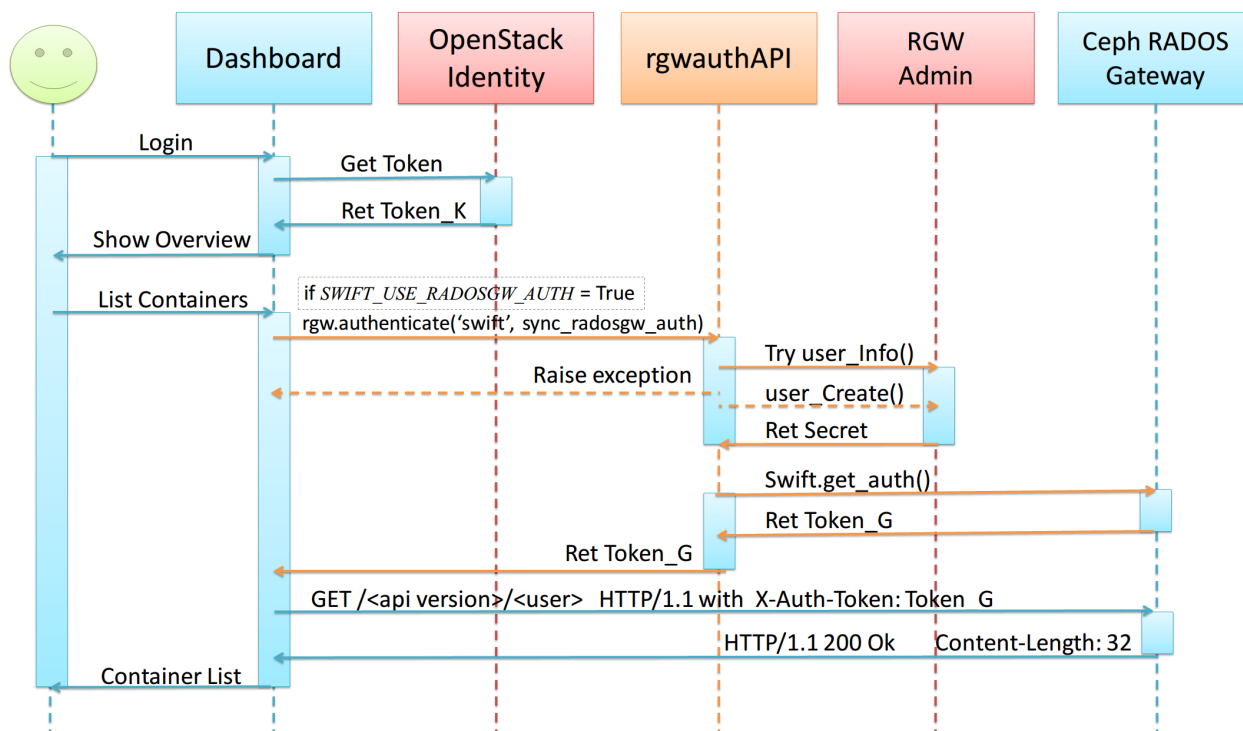 Dashboard
OpenStack
Identity
rgwauthAPI
RGW
Admin
Ceph RADOS
Gateway
Login
Get Token
Ret Token_K
Show Overview
if SWIFT_USE_RADOSGW_AUTH = True
List Containers
rgw.authenticate(‘swift’, sync_radosgw_auth)
Try user_Info()
Raise exception
user_Create()
Ret Secret
Swift.get_auth()
Ret Token_G
Ret Token_G
GET /<api version>/<user> HTTP/1.1 with X-Auth-Token: Token_G
HTTP/1.1 200 Ok Content-Length: 32
Container List